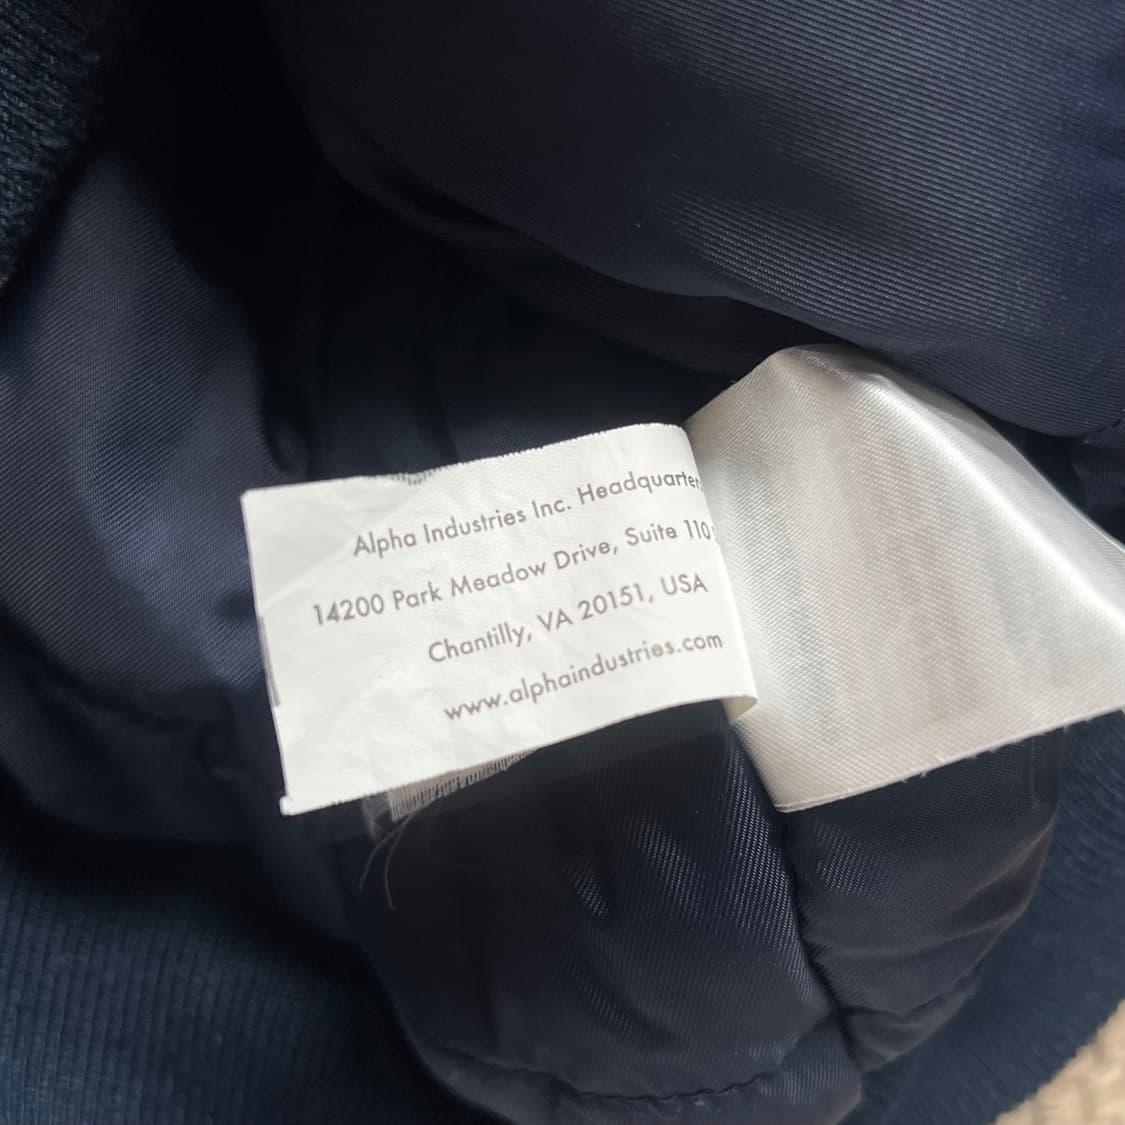 Alpha Industries Inc. Headquarter
14200 Park Meadow Drive, Suite 110
Chantilly, VA 20151, USA
www.alphaindustries.com